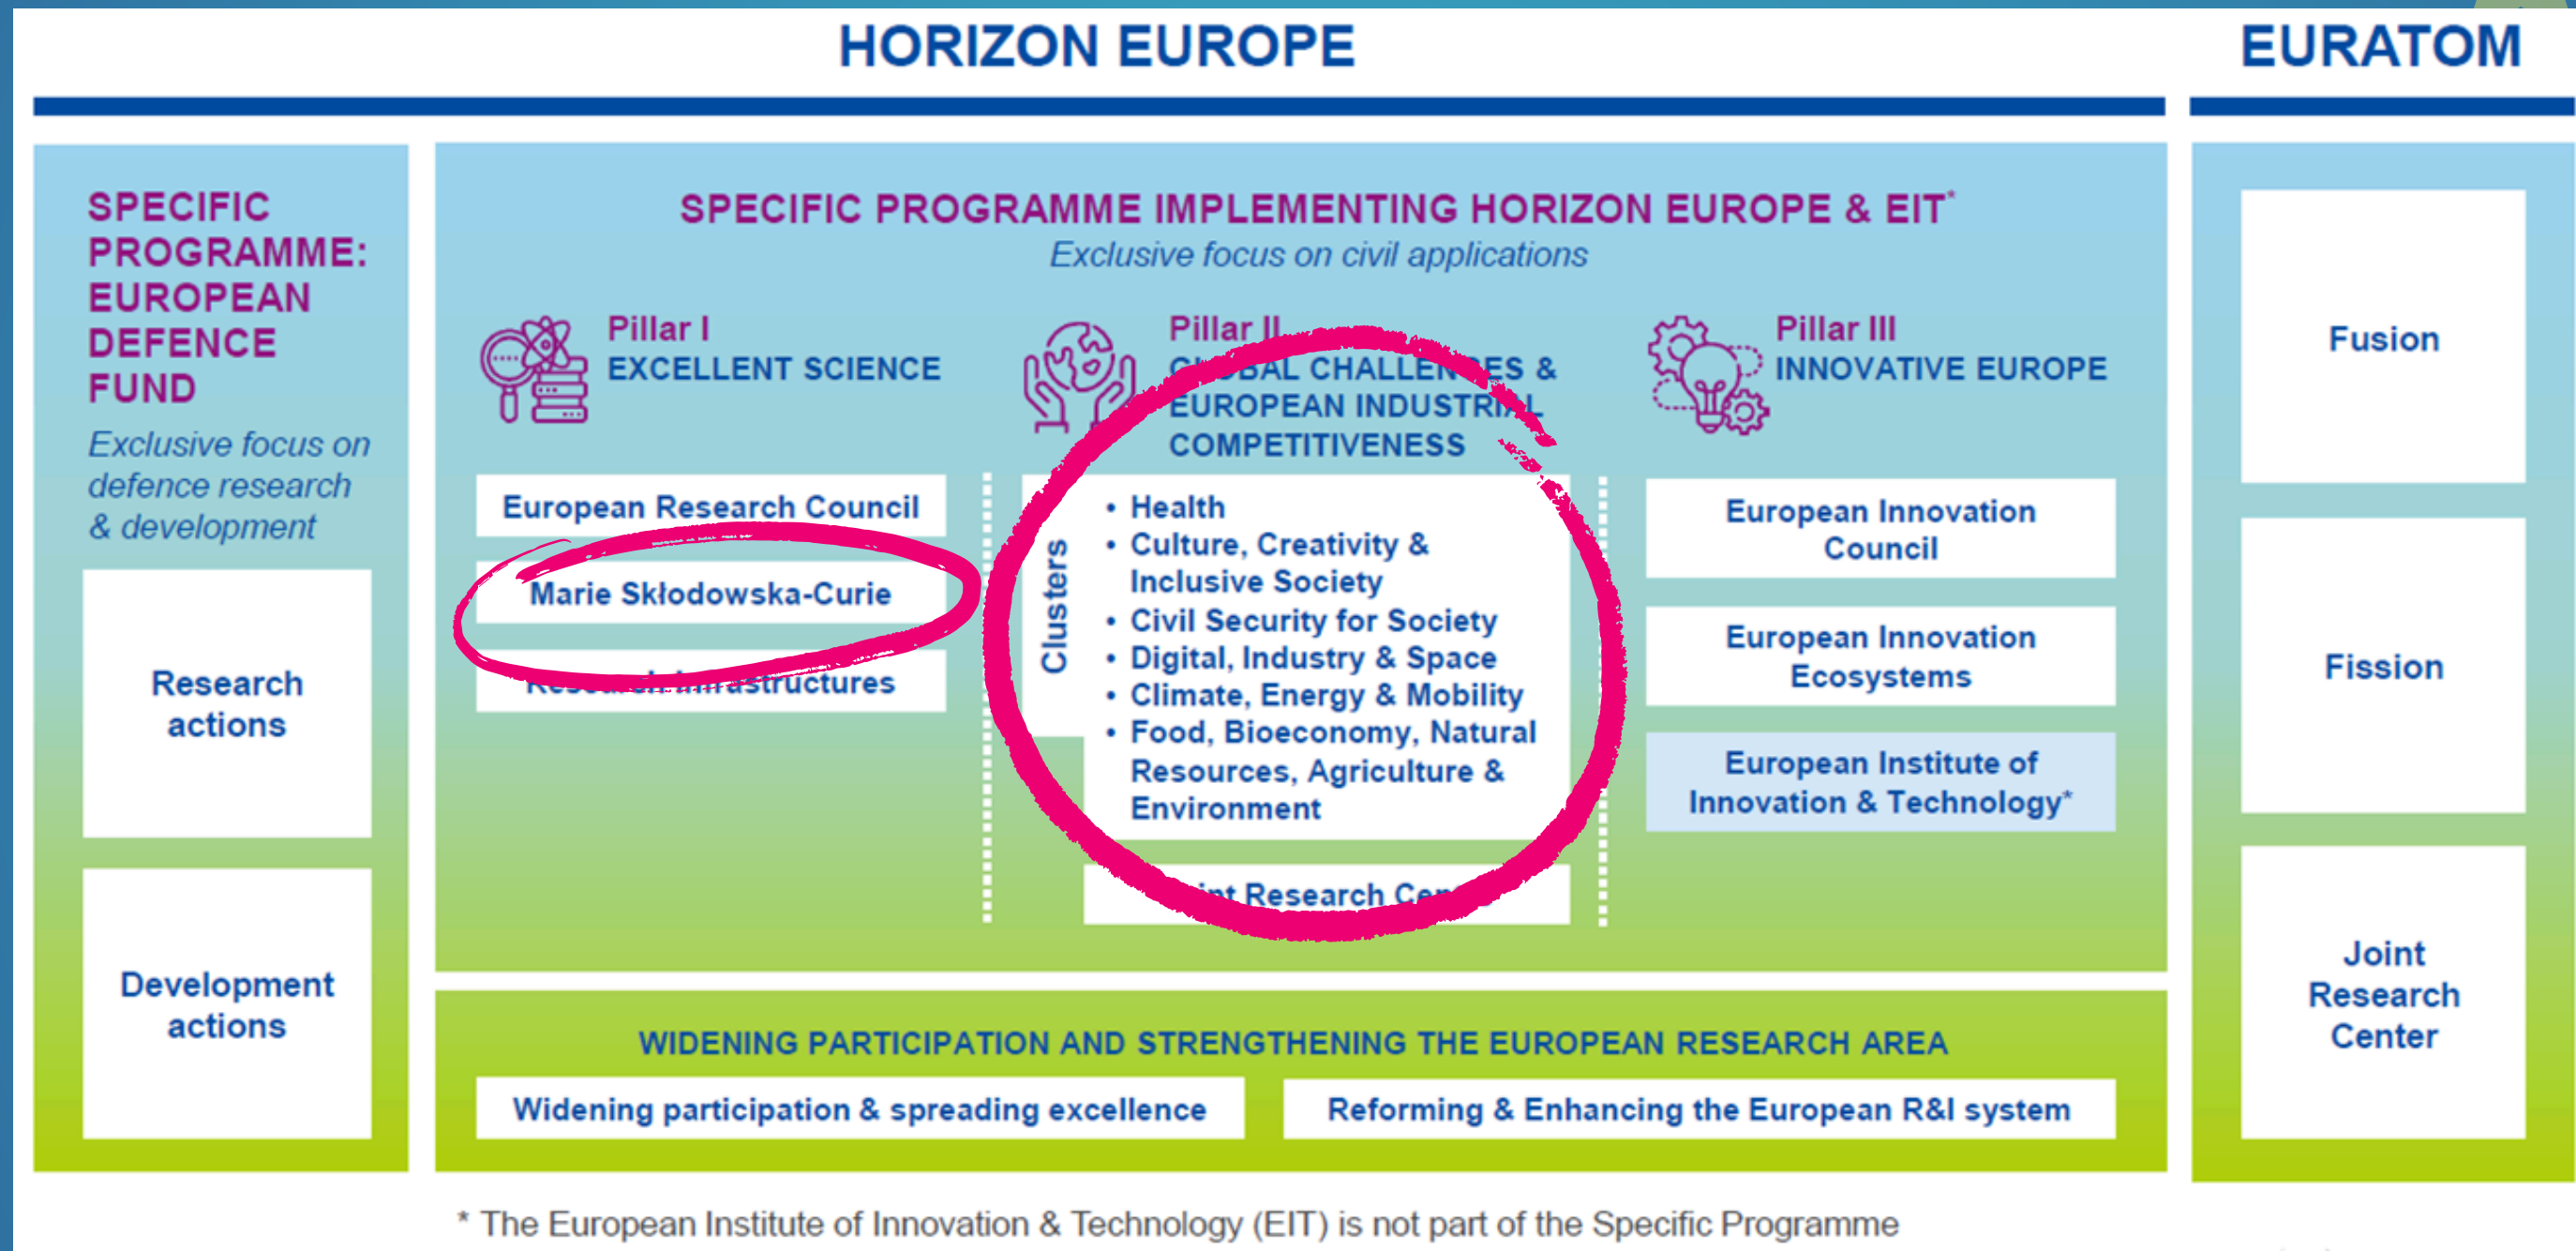 HORIZON EUROPE
EURATOM
SPECIFIC
PROGRAMME:
EUROPEAN
DEFENCE
FUND
Exclusive focus on
defence research
& development
Research
actions
Development
actions
SPECIFIC PROGRAMME IMPLEMENTING HORIZON EUROPE & EIT*
Exclusive focus on civil applications
Pillar I
EXCELLENT SCIENCE
European Research Council
Marie Skłodowska-Curie
Research Infrastructures
Pillar II
GLOBAL CHALLENGES &
EUROPEAN INDUSTRIAL
COMPETITIVENESS
Clusters
• Health
• Culture, Creativity &
Inclusive Society
• Civil Security for Society
• Digital, Industry & Space
• Climate, Energy & Mobility
• Food, Bioeconomy, Natural
Resources, Agriculture &
Environment
Joint Research
Pillar III
INNOVATIVE EUROPE
European Innovation
Council
European Innovation
Ecosystems
European Institute of
Innovation & Technology*
WIDENING PARTICIPATION AND STRENGTHENING THE EUROPEAN RESEARCH AREA
Widening participation & spreading excellence
Reforming & Enhancing the European R&I system
Fusion
Fission
Joint
Research
Center
* The European Institute of Innovation & Technology (EIT) is not part of the Specific Programme